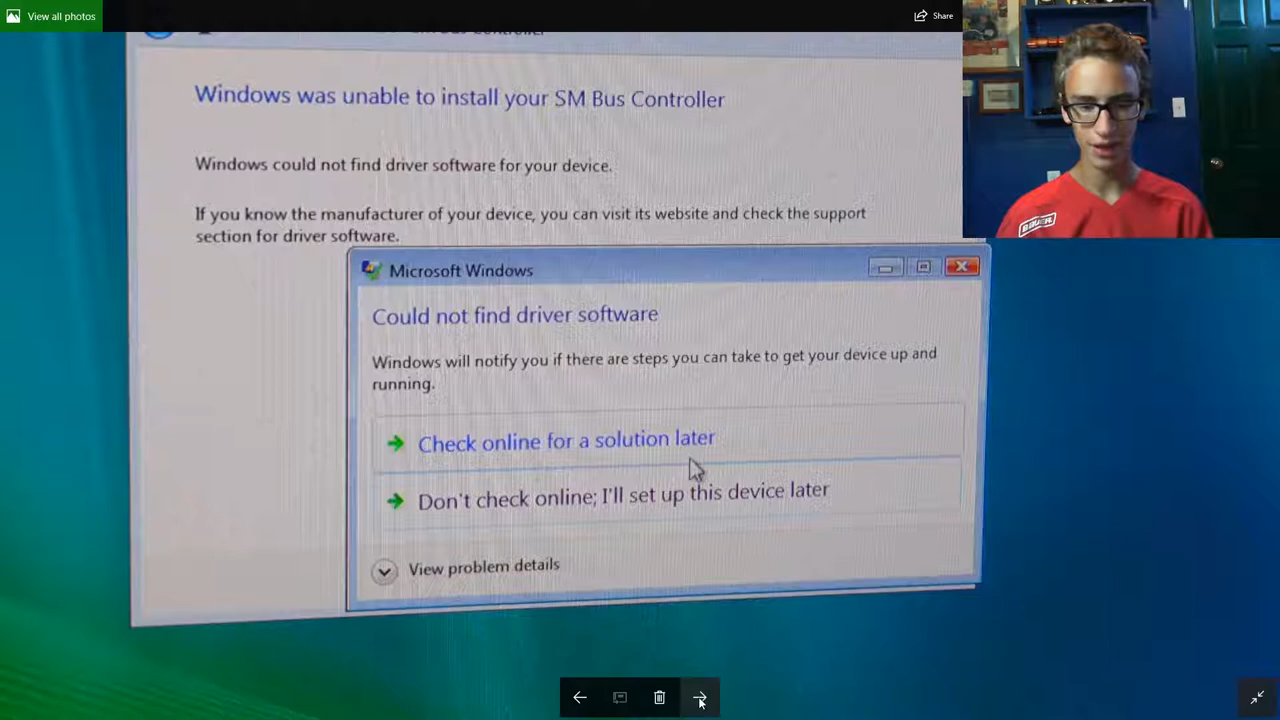 View all photos
Share
Windows was unable to install your SM Bus Controller
Windows could not find driver software for your device.
If you know the manufacturer of your device, you can visit its website and check the support
section for driver software.
Microsoft Windows
Could not find driver software
Windows will notify you if there are steps you can take to get your device up and
running.
Check online for a solution later
Don't check online; I'll set up this device later
View problem details